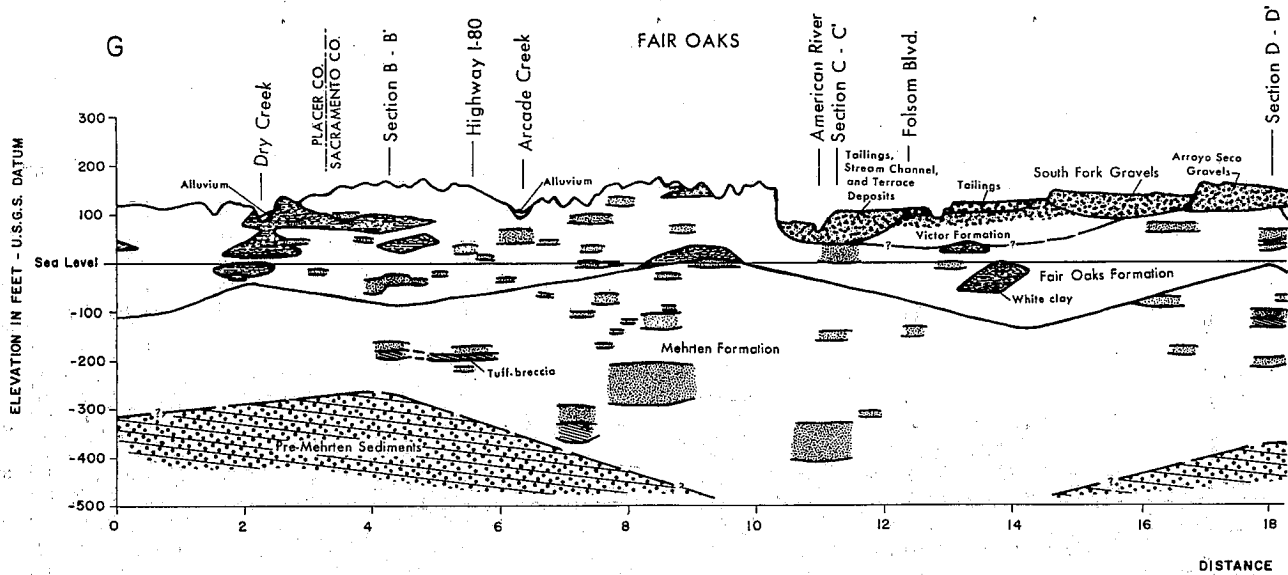 G
FAIR OAKS
Dry Creek
PLACER CO.
SACRAMENTO CO.
Section B - B'
Highway I-80
Arcade Creek
American River
Section C - C'
Folsom Blvd.
Section D - D'
ELEVATION IN FEET - U.S.G.S. DATUM
300
200
100
Sea Level
-100
-200
-300
-400
-500
Alluvium
Alluvium
Tailings,
Stream Channel,
and Terrace
Deposits
Tailings
South Fork Gravels
Arroyo Seco
Gravels
? Victor Formation ?
Fair Oaks Formation
White clay
Mehrten Formation
Tuff-breccia
?
Pre-Mehrten Sediments
?
?
0 2 4 6 8 10 12 14 16 18
DISTANCE